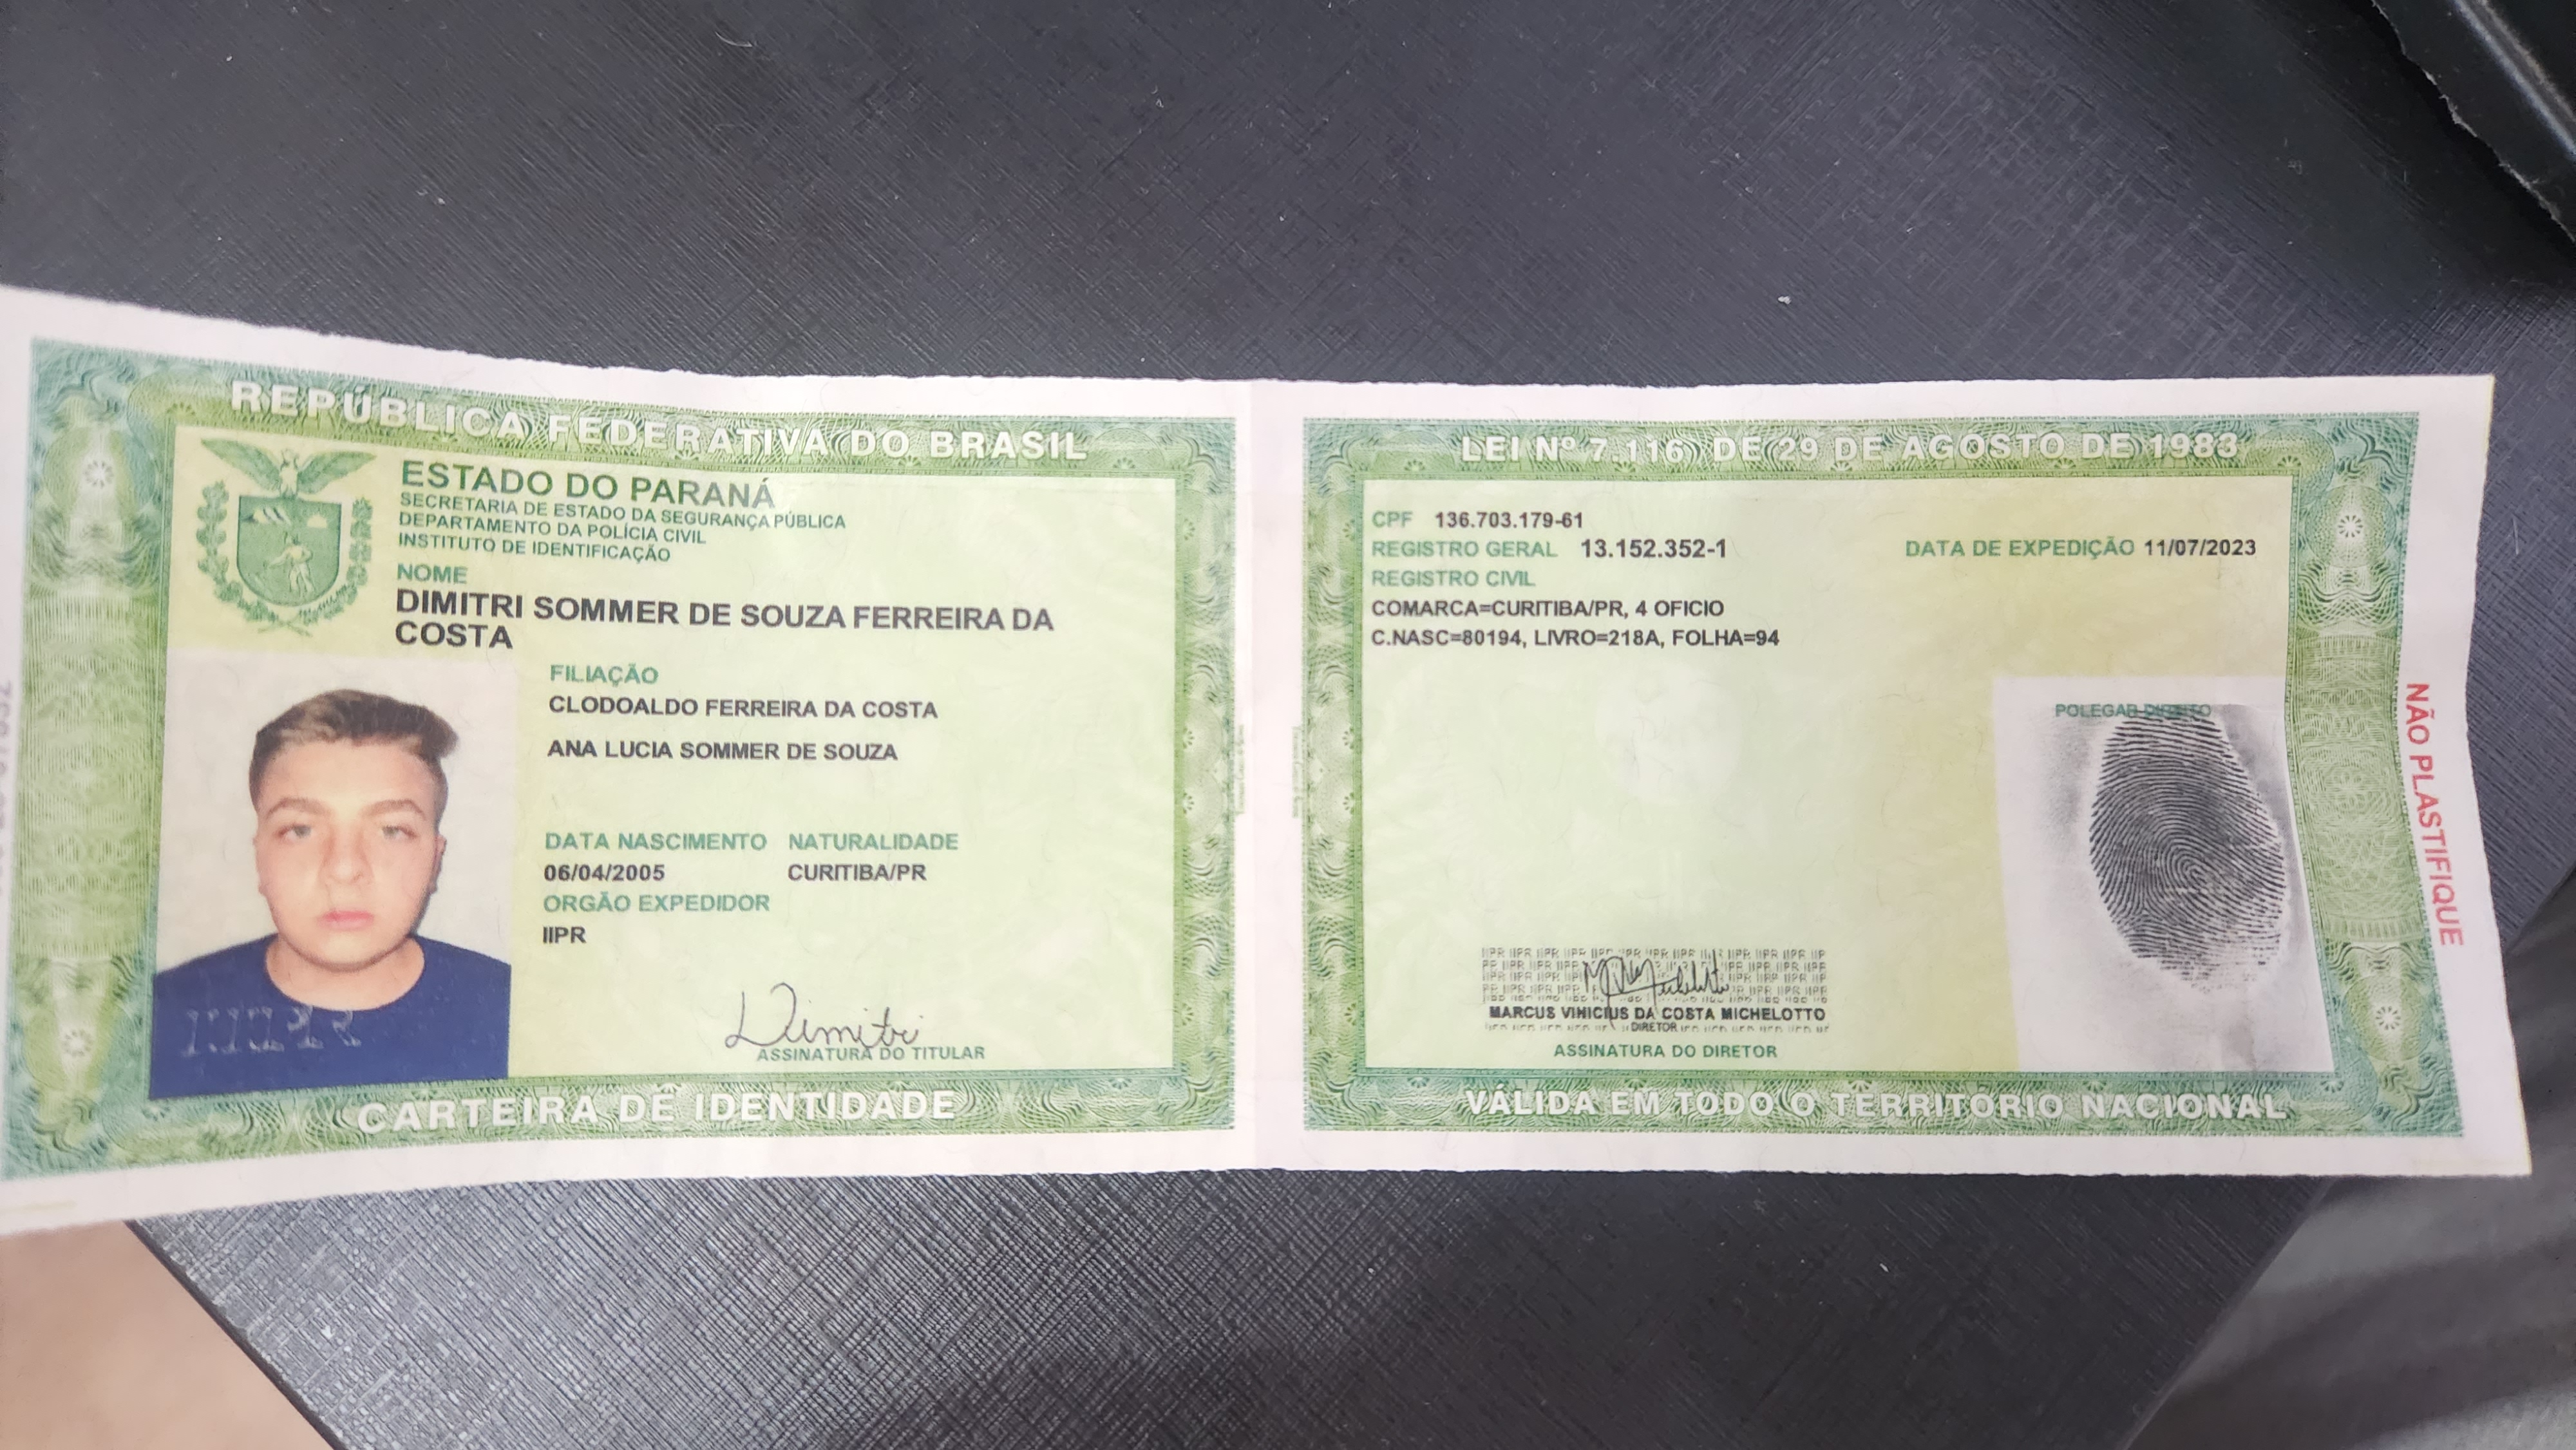 REPÚBLICA FEDERATIVA DO BRASIL
ESTADO DO PARANÁ
SECRETARIA DE ESTADO DA SEGURANÇA PÚBLICA
DEPARTAMENTO DA POLÍCIA CIVIL
INSTITUTO DE IDENTIFICAÇÃO
NOME
DIMITRI SOMMER DE SOUZA FERREIRA DA
COSTA
FILIAÇÃO
CLODOALDO FERREIRA DA COSTA
ANA LUCIA SOMMER DE SOUZA
DATA NASCIMENTO NATURALIDADE
06/04/2005 CURITIBA/PR
ORGÃO EXPEDIDOR
IIPR
Dimitri
ASSINATURA DO TITULAR
CARTEIRA DE IDENTIDADE
LEI Nº 7.116 DE 29 DE AGOSTO DE 1983
CPF 136.703.179-61
REGISTRO GERAL 13.152.352-1 DATA DE EXPEDIÇÃO 11/07/2023
REGISTRO CIVIL
COMARCA=CURITIBA/PR, 4 OFICIO
C.NASC=80194, LIVRO=218A, FOLHA=94
POLEGAR DIREITO
MARCUS VINICIUS DA COSTA MICHELOTTO
DIRETOR
ASSINATURA DO DIRETOR
VÁLIDA EM TODO O TERRITÓRIO NACIONAL
NÃO PLASTIFIQUE